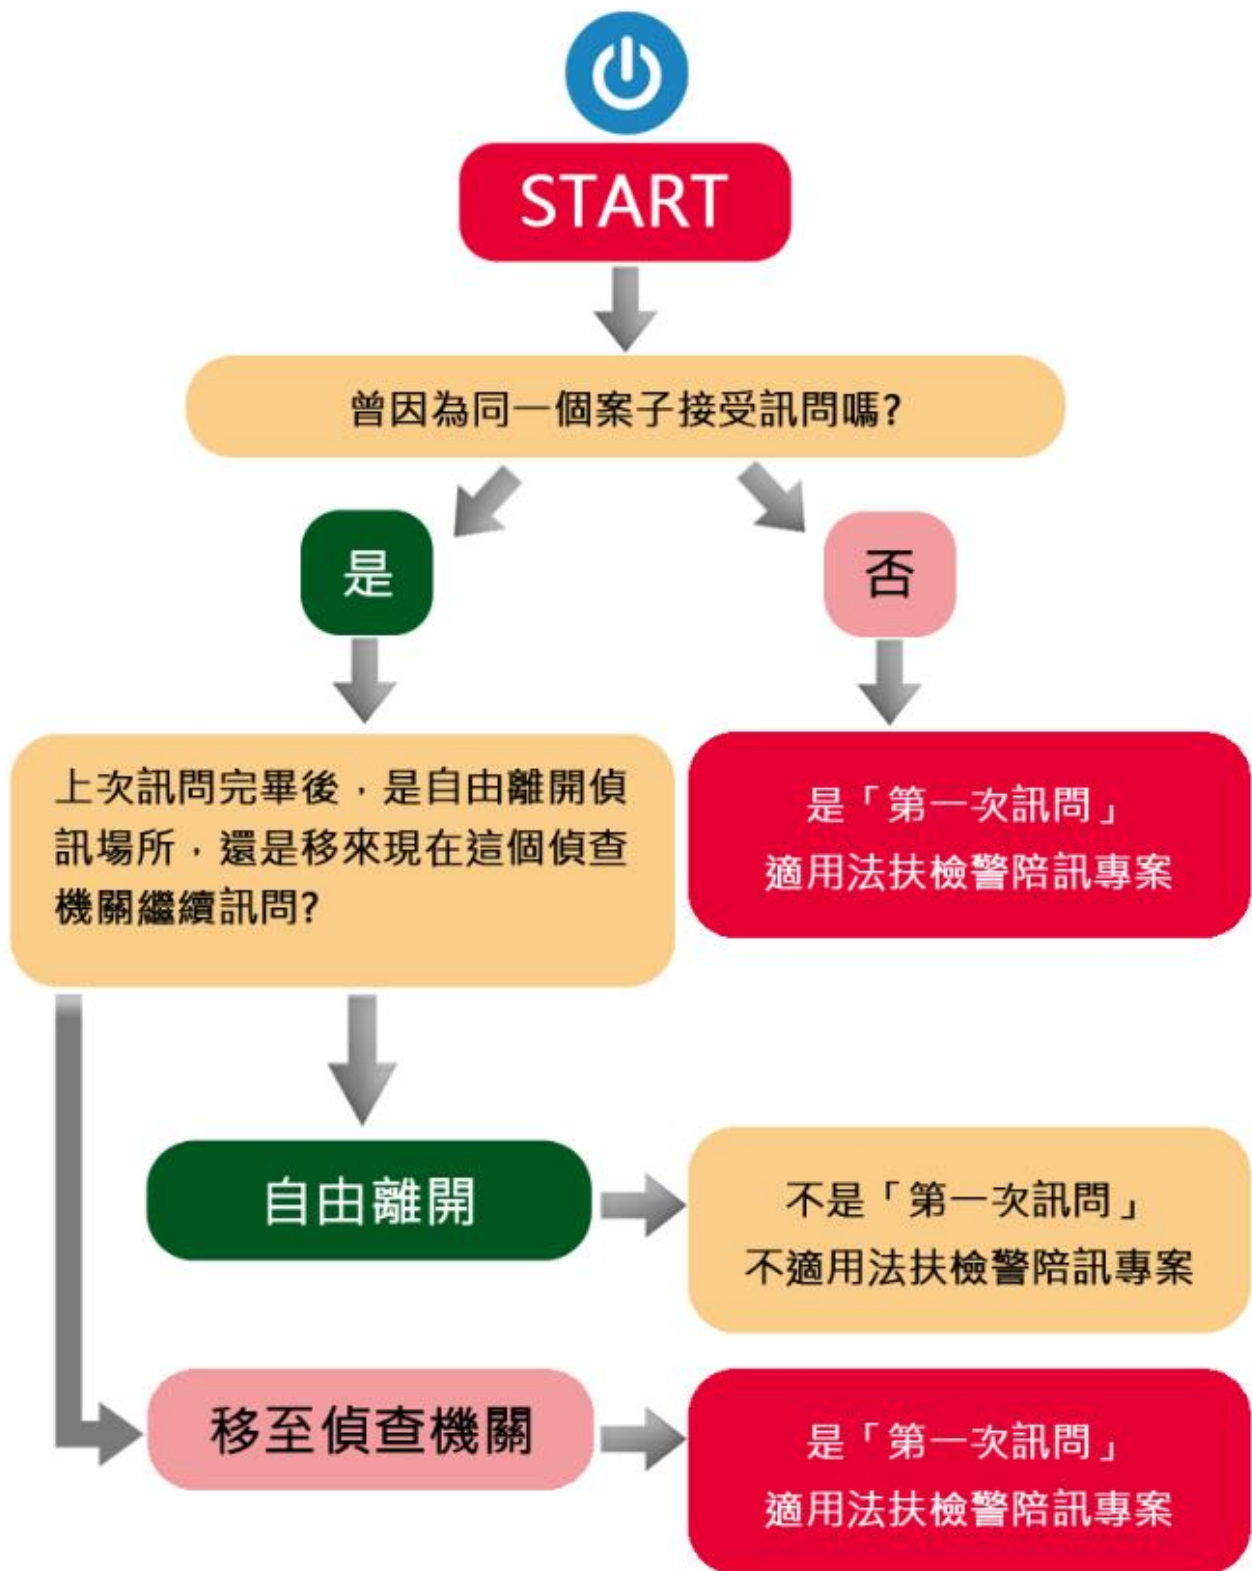 START
曾因為同一個案子接受訊問嗎?
是
否
上次訊問完畢後，是自由離開偵
訊場所，還是移來現在這個偵查
機關繼續訊問?
是「第一次訊問」
適用法扶檢警陪訊專案
自由離開
不是「第一次訊問」
不適用法扶檢警陪訊專案
移至偵查機關
是「第一次訊問」
適用法扶檢警陪訊專案